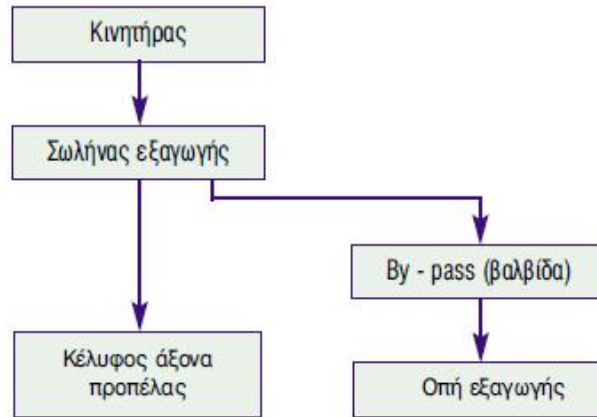 Κινητήρας
Σωλήνας εξαγωγής
By - pass (βαλβίδα)
Κέλυφος άξονα
προπέλας
Οπή εξαγωγής